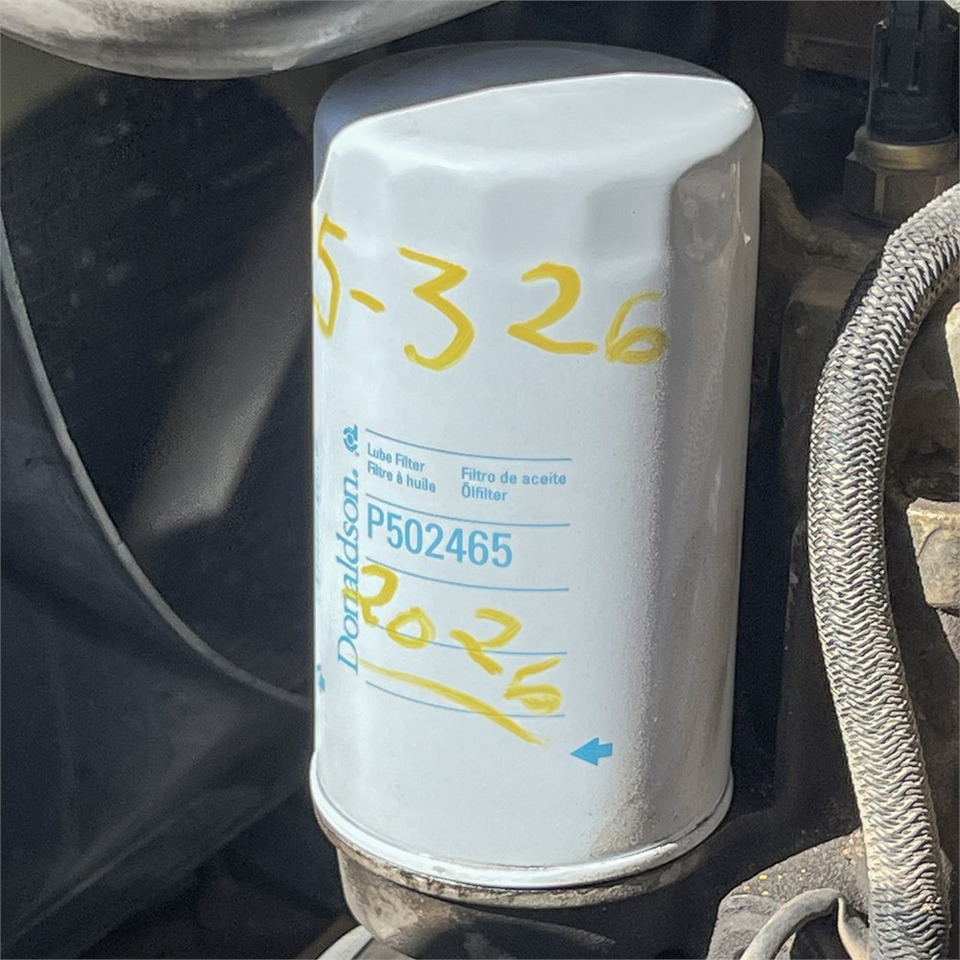 5-326
Lube Filter
Filtre à huile
Filtro de aceite
Ölfilter
P502465
Donaldson.
2025